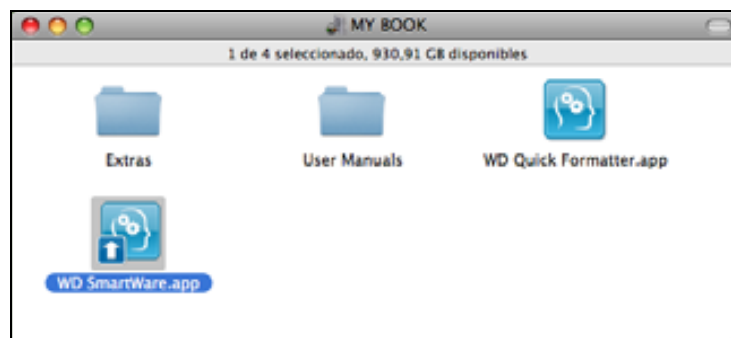 MY BOOK
1 de 4 seleccionado, 930,91 GB disponibles
Extras
User Manuals
WD Quick Formatter.app
WD SmartWare.app